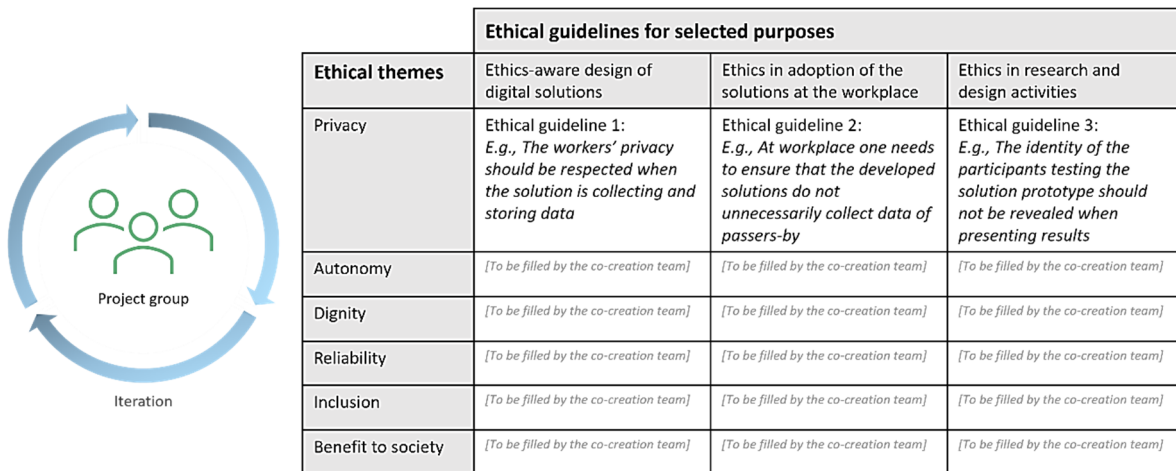 Project group
Iteration
Ethical guidelines for selected purposes
Ethical themes
Ethics-aware design of
digital solutions
Ethics in adoption of the
solutions at the workplace
Ethics in research and
design activities
Privacy
Ethical guideline 1:
E.g., The workers’ privacy
should be respected when
the solution is collecting and
storing data
Ethical guideline 2:
E.g., At workplace one needs
to ensure that the developed
solutions do not
unnecessarily collect data of
passers-by
Ethical guideline 3:
E.g., The identity of the
participants testing the
solution prototype should
not be revealed when
presenting results
Autonomy
[To be filled by the co-creation team]
[To be filled by the co-creation team]
[To be filled by the co-creation team]
Dignity
[To be filled by the co-creation team]
[To be filled by the co-creation team]
[To be filled by the co-creation team]
Reliability
[To be filled by the co-creation team]
[To be filled by the co-creation team]
[To be filled by the co-creation team]
Inclusion
[To be filled by the co-creation team]
[To be filled by the co-creation team]
[To be filled by the co-creation team]
Benefit to society
[To be filled by the co-creation team]
[To be filled by the co-creation team]
[To be filled by the co-creation team]